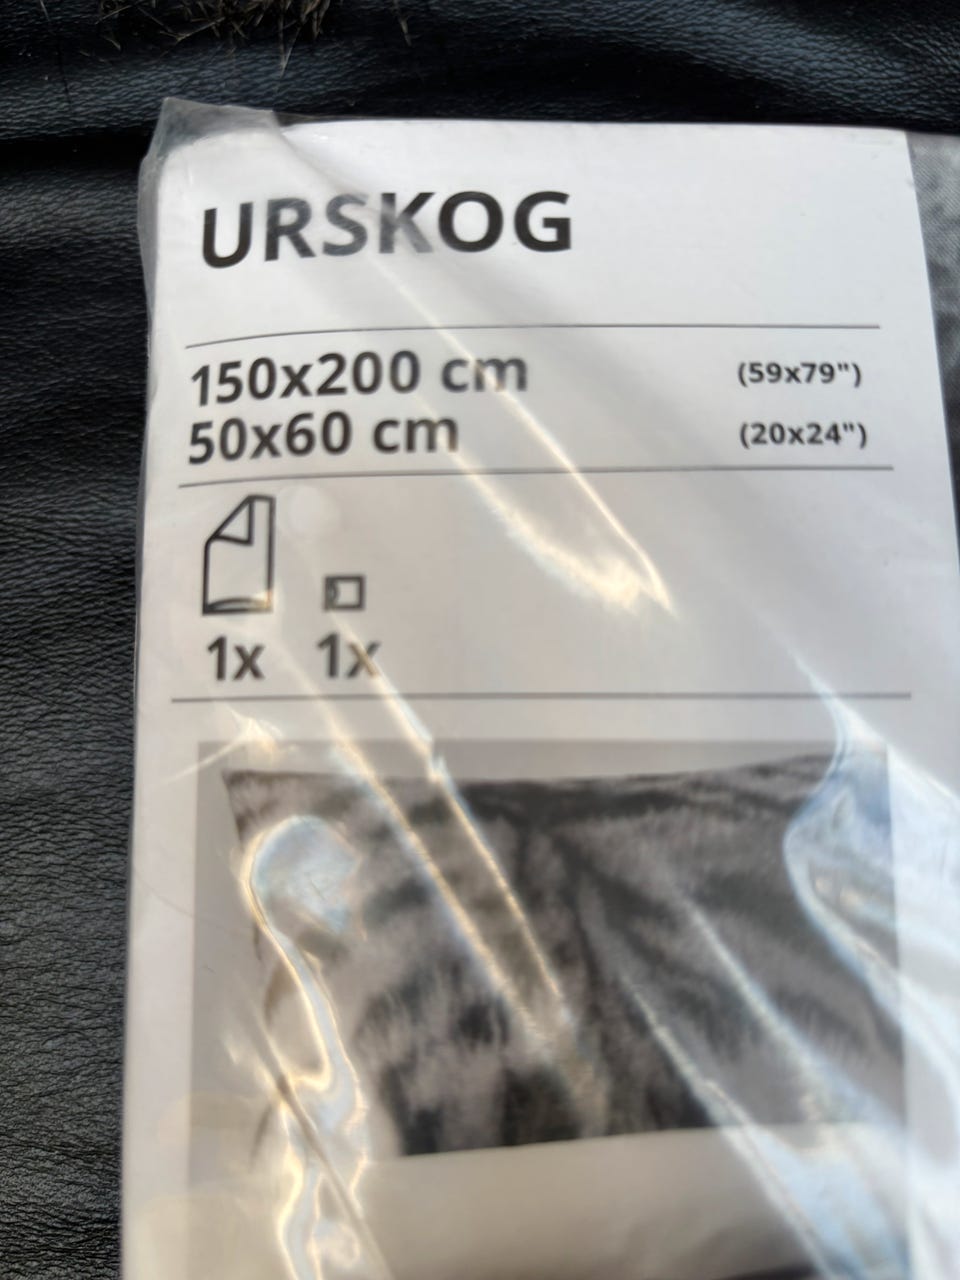 URSKOG
150x200 cm (59x79")
50x60 cm (20x24")
1x 1x